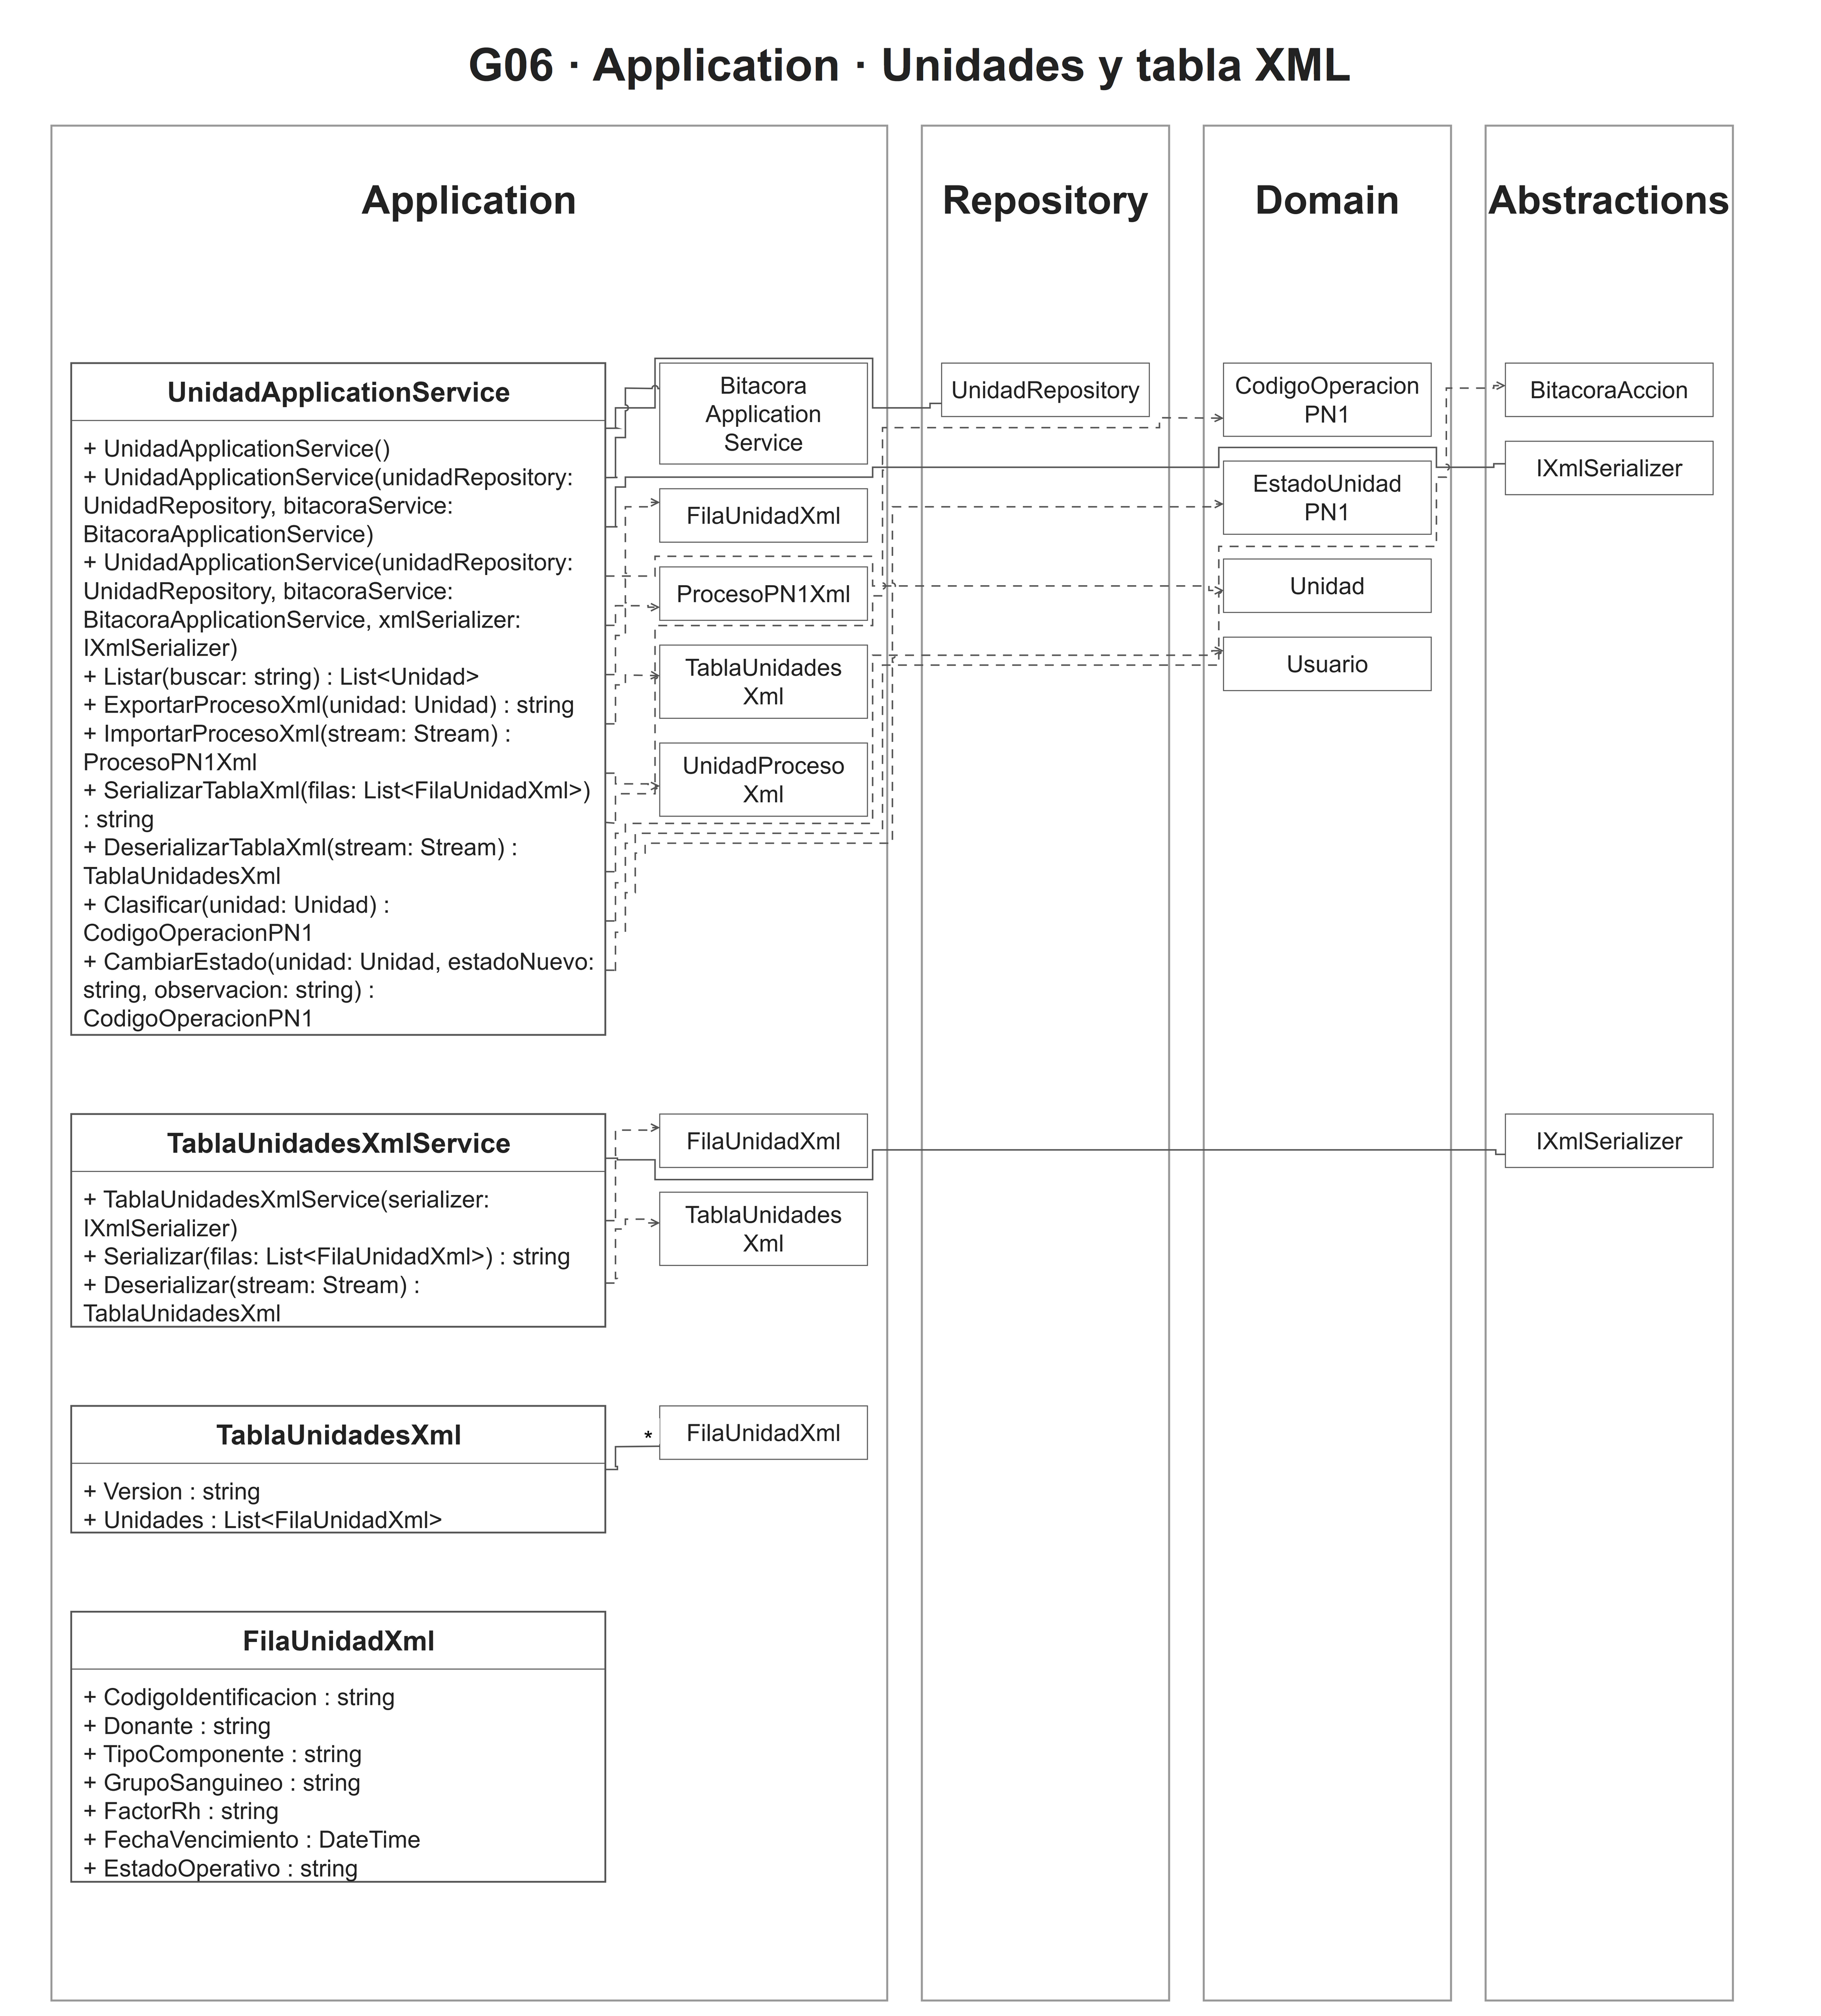 G06 · Application · Unidades y tabla XML
Application
Repository
Domain
Abstractions
UnidadApplicationService
+ UnidadApplicationService()
+ UnidadApplicationService(unidadRepository:
UnidadRepository, bitacoraService:
BitacoraApplicationService)
+ UnidadApplicationService(unidadRepository:
UnidadRepository, bitacoraService:
BitacoraApplicationService, xmlSerializer:
IXmlSerializer)
+ Listar(buscar: string) : List<Unidad>
+ ExportarProcesoXml(unidad: Unidad) : string
+ ImportarProcesoXml(stream: Stream) :
ProcesoPN1Xml
+ SerializarTablaXml(filas: List<FilaUnidadXml>)
: string
+ DeserializarTablaXml(stream: Stream) :
TablaUnidadesXml
+ Clasificar(unidad: Unidad) :
CodigoOperacionPN1
+ CambiarEstado(unidad: Unidad, estadoNuevo:
string, observacion: string) :
CodigoOperacionPN1
Bitacora
Application
Service
FilaUnidadXml
ProcesoPN1Xml
TablaUnidades
Xml
UnidadProceso
Xml
UnidadRepository
CodigoOperacion
PN1
EstadoUnidad
PN1
Unidad
Usuario
BitacoraAccion
IXmlSerializer
TablaUnidadesXmlService
+ TablaUnidadesXmlService(serializer:
IXmlSerializer)
+ Serializar(filas: List<FilaUnidadXml>) : string
+ Deserializar(stream: Stream) :
TablaUnidadesXml
FilaUnidadXml
TablaUnidades
Xml
IXmlSerializer
TablaUnidadesXml
+ Version : string
+ Unidades : List<FilaUnidadXml>
*
FilaUnidadXml
FilaUnidadXml
+ CodigoIdentificacion : string
+ Donante : string
+ TipoComponente : string
+ GrupoSanguineo : string
+ FactorRh : string
+ FechaVencimiento : DateTime
+ EstadoOperativo : string